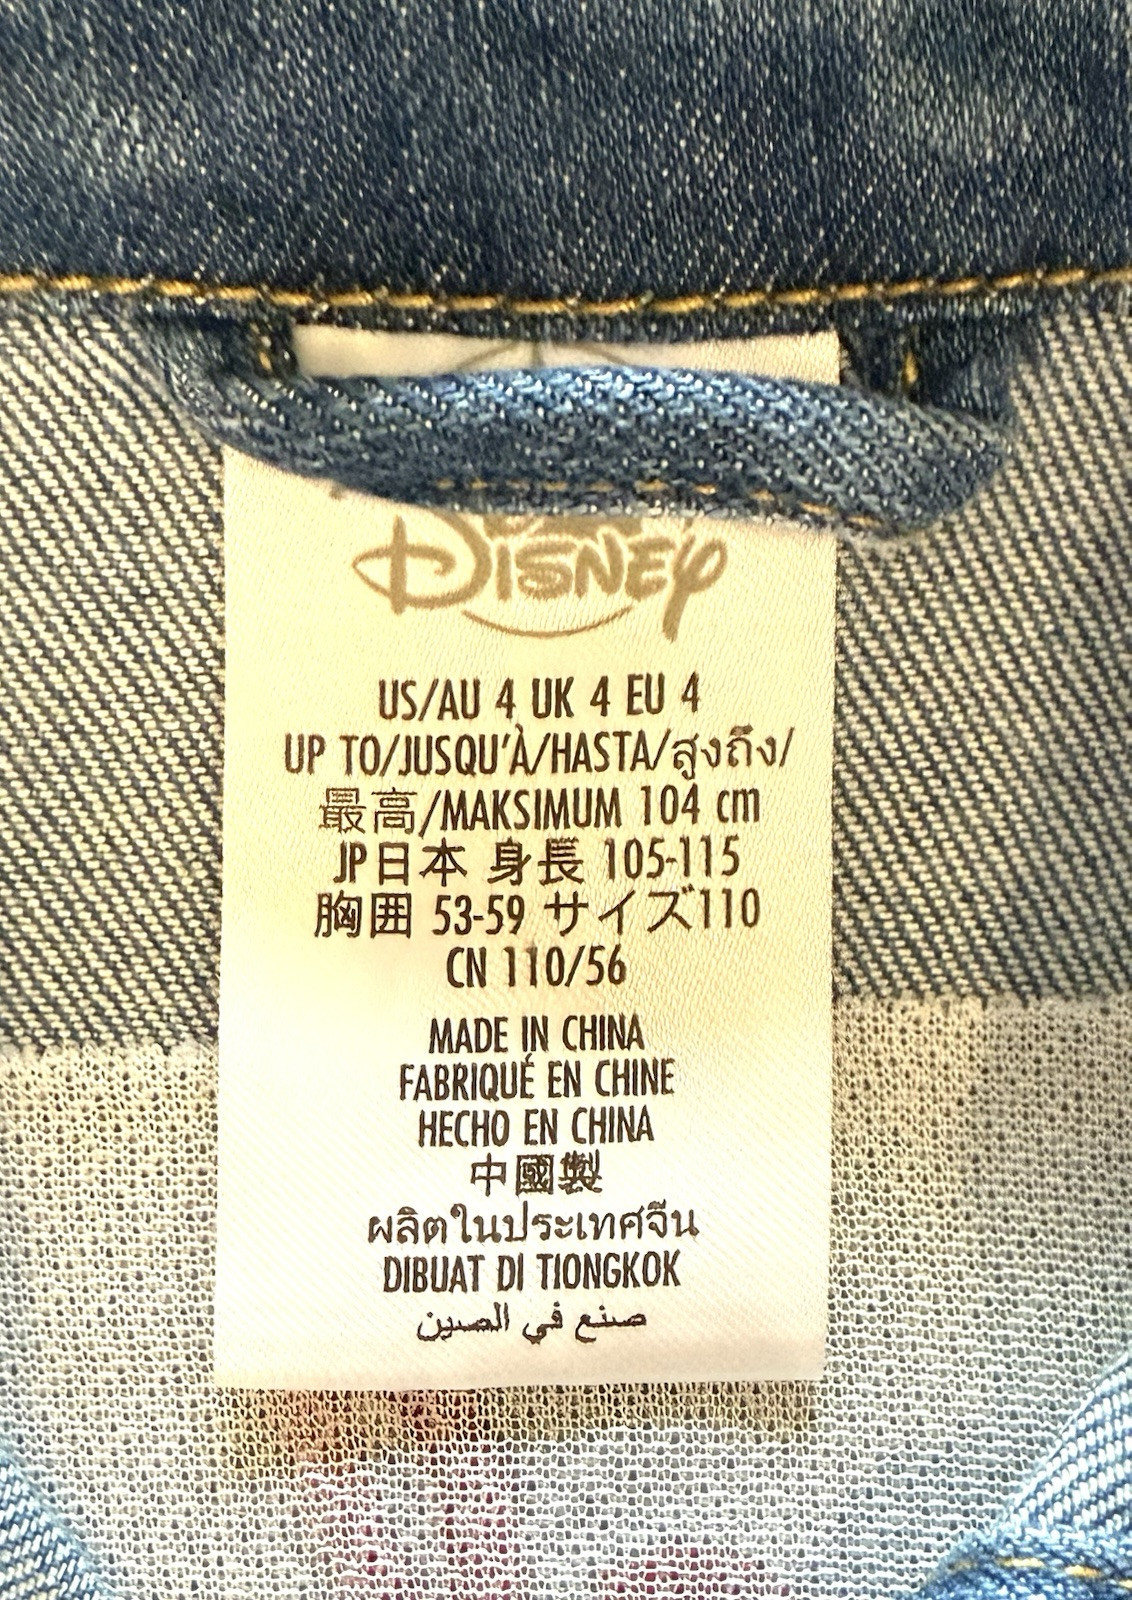 DISNEY
US/AU 4 UK 4 EU 4
UP TO/JUSQU'À/HASTA/สูงถึง/
最高/MAKSIMUM 104 cm
JP日本 身長 105-115
胸囲 53-59 サイズ110
CN 110/56
MADE IN CHINA
FABRIQUÉ EN CHINE
HECHO EN CHINA
中國製
ผลิตในประเทศจีน
DIBUAT DI TIONGKOK
صنع في الصين